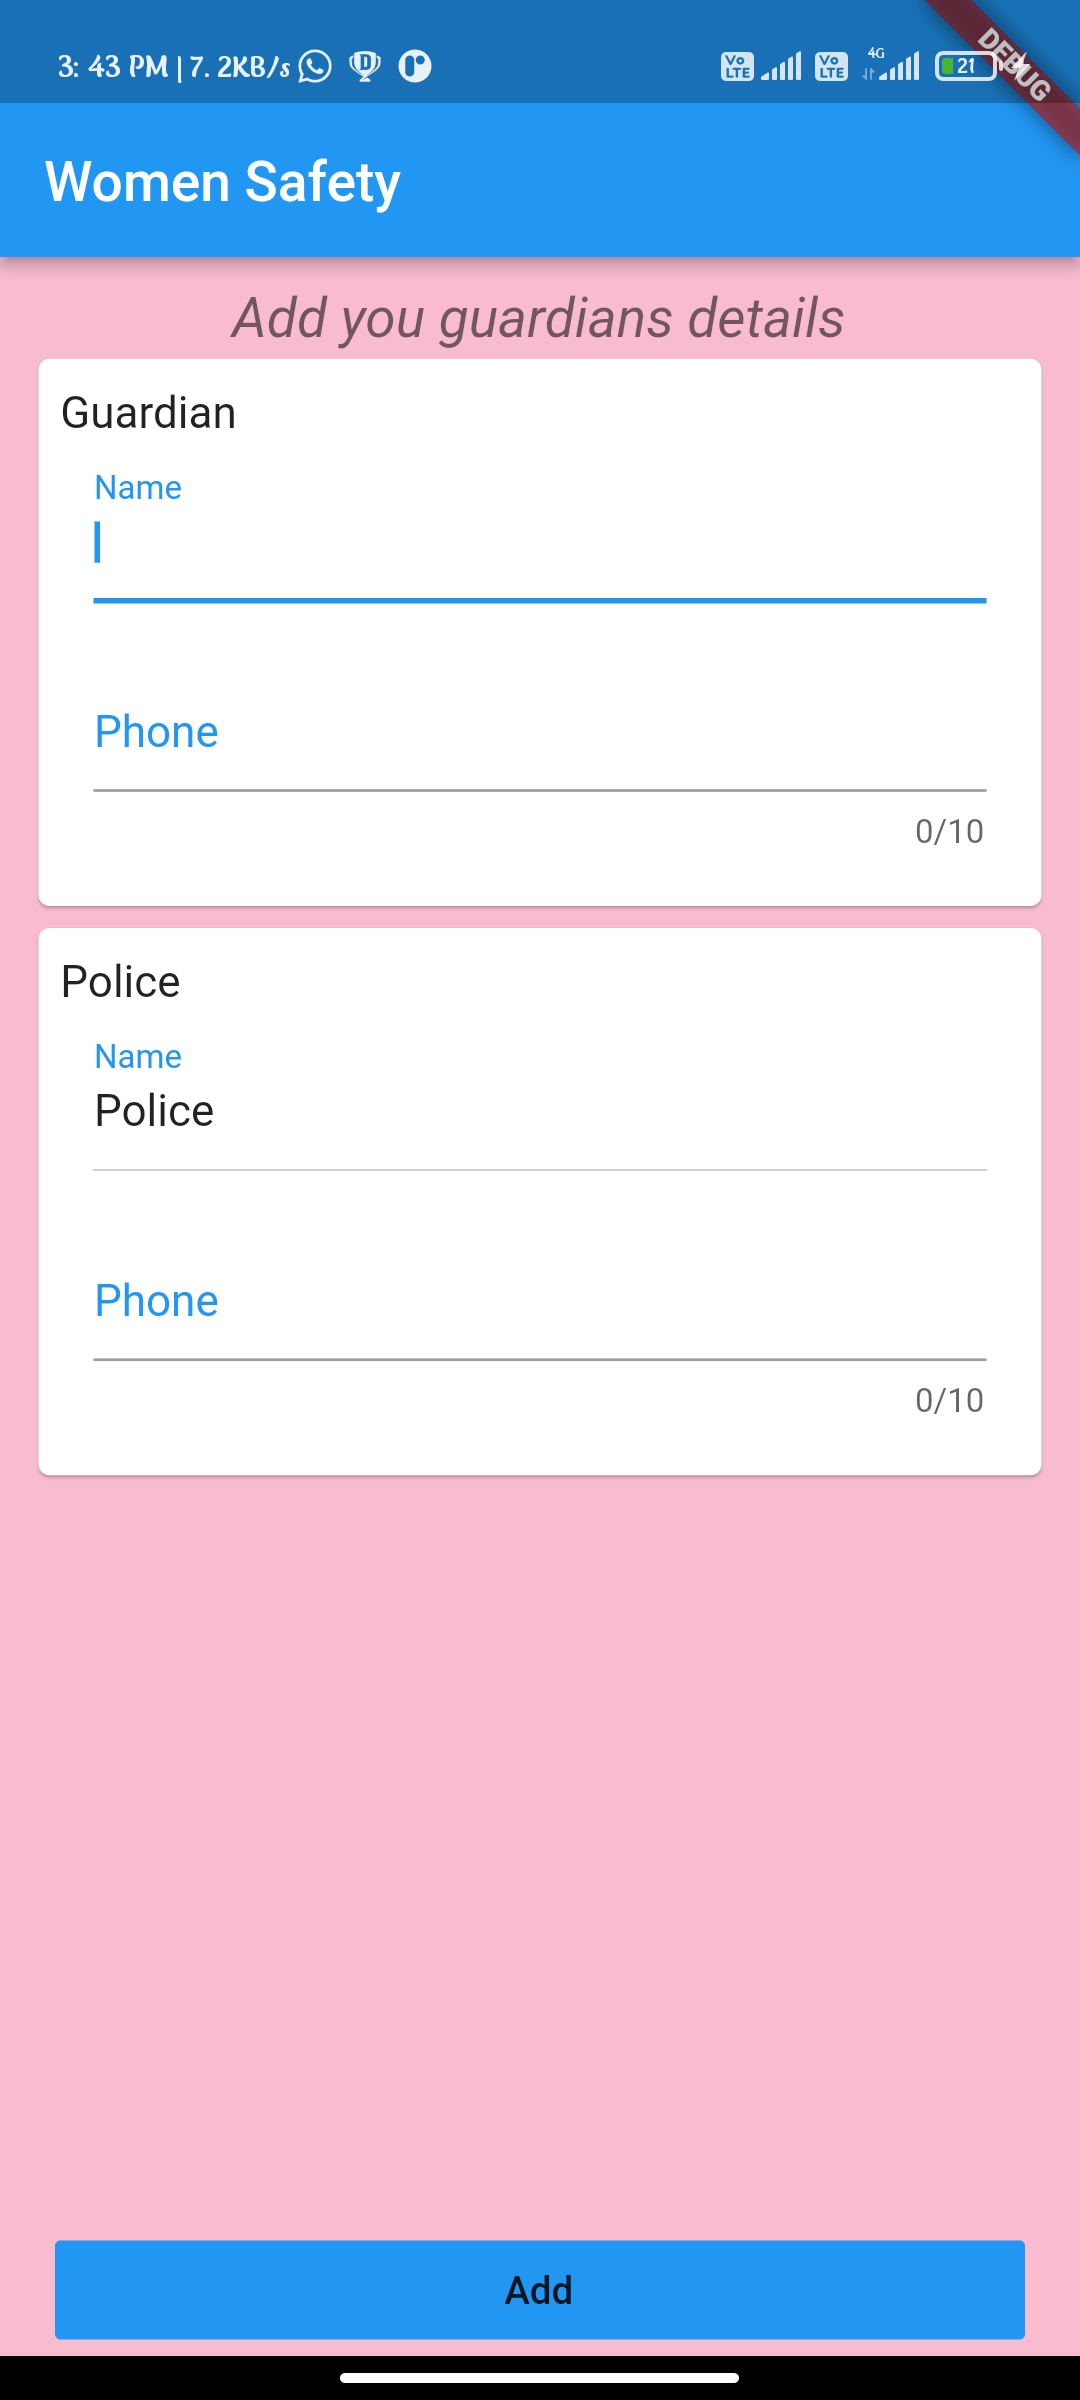 3: 43 PM | 7. 2KB/s
Vo LTE
Vo LTE
4G
21
DEBUG
Women Safety
Add you guardians details
Guardian
Name
Phone
0/10
Police
Name
Police
Phone
0/10
Add